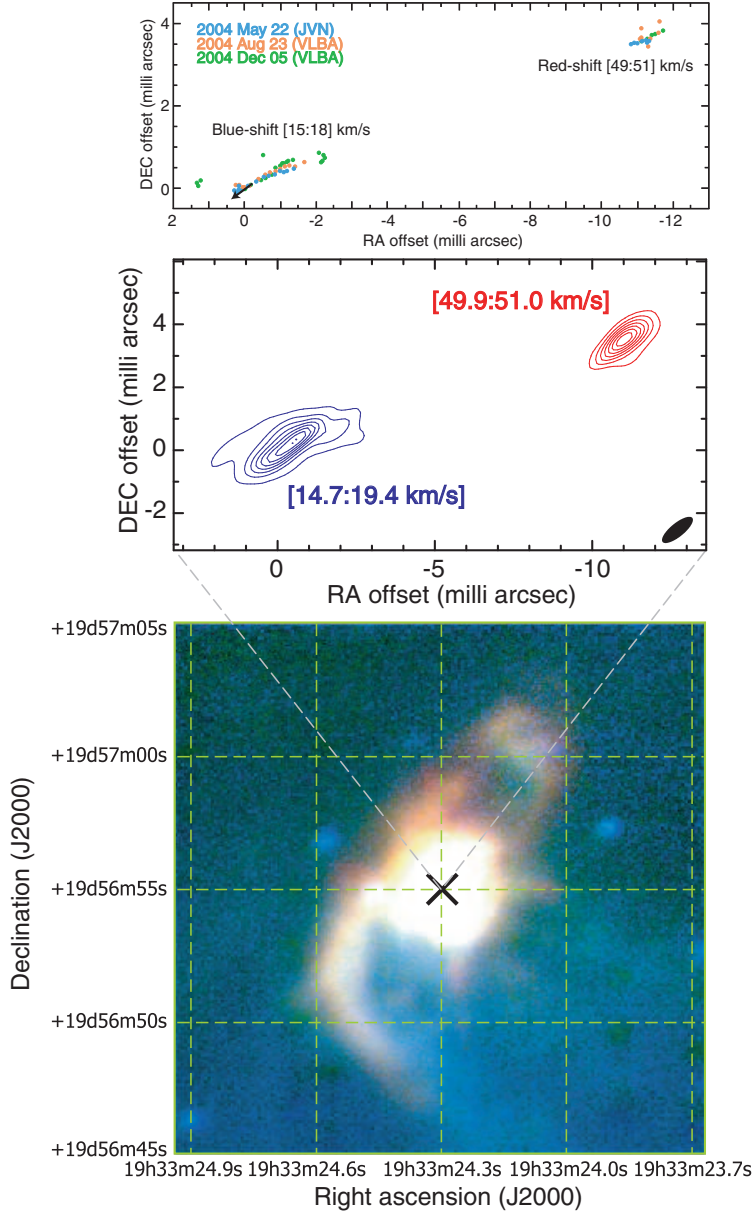 2004 May 22 (JVN)
2004 Aug 23 (VLBA)
2004 Dec 05 (VLBA)
Red-shift [49:51] km/s
Blue-shift [15:18] km/s
DEC offset (milli arcsec)
4
2
0
2 0 -2 -4 -6 -8 -10 -12
RA offset (milli arcsec)
[49.9:51.0 km/s]
[14.7:19.4 km/s]
DEC offset (milli arcsec)
4
2
0
-2
0 -5 -10
RA offset (milli arcsec)
+19d57m05s
+19d57m00s
+19d56m55s
+19d56m50s
+19d56m45s
Declination (J2000)
19h33m24.9s 19h33m24.6s 19h33m24.3s 19h33m24.0s 19h33m23.7s
Right ascension (J2000)